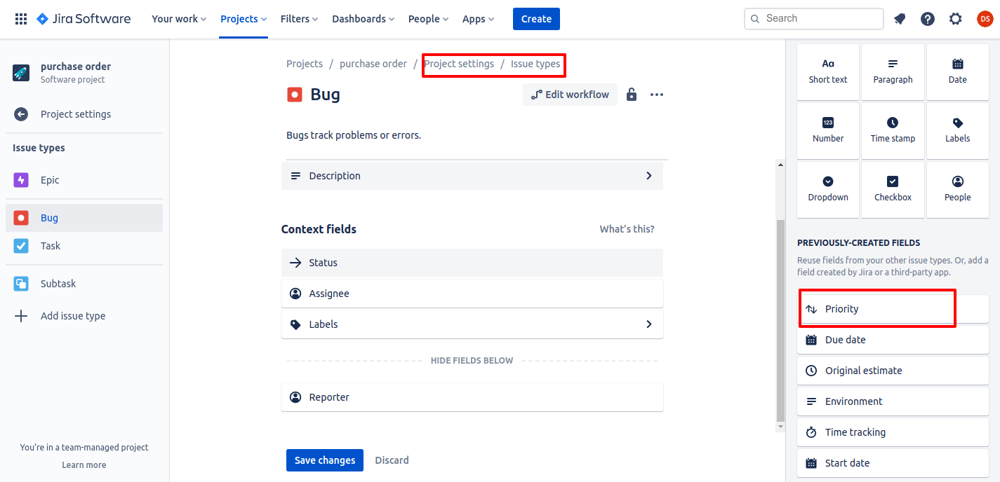 Jira Software
Your work
Projects
Filters
Dashboards
People
Apps
Create
Search
DS
purchase order
Software project
Project settings
Issue types
Epic
Bug
Task
Subtask
Add issue type
You're in a team-managed project
Learn more
Projects / purchase order / Project settings / Issue types
Bug
Edit workflow
Bugs track problems or errors.
Description
Context fields
What's this?
Status
Assignee
Labels
HIDE FIELDS BELOW
Reporter
Save changes
Discard
Aa
Short text
Paragraph
Date
123
Number
Time stamp
Labels
Dropdown
Checkbox
People
PREVIOUSLY-CREATED FIELDS
Reuse fields from your other issue types. Or, add a
field created by Jira or a third-party app.
Priority
Due date
Original estimate
Environment
Time tracking
Start date